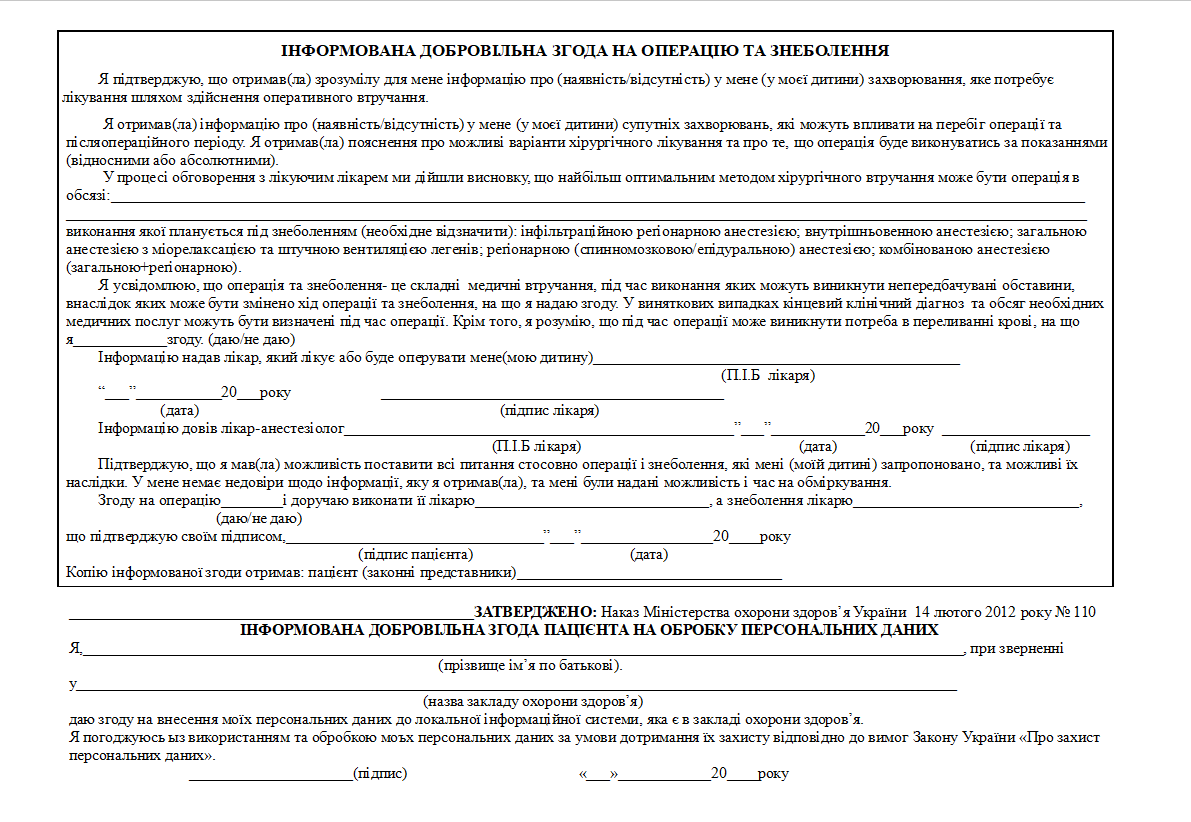 ІНФОРМОВАНА ДОБРОВІЛЬНА ЗГОДА НА ОПЕРАЦІЮ ТА ЗНЕБОЛЕННЯ
Я підтверджую, що отримав(ла) зрозумілу для мене інформацію про (наявність/відсутність) у мене (у моєї дитини) захворювання, яке потребує
лікування шляхом здійснення оперативного втручання.
Я отримав(ла) інформацію про (наявність/відсутність) у мене (у моєї дитини) супутніх захворювань, які можуть впливати на перебіг операції та
післяопераційного періоду. Я отримав(ла) пояснення про можливі варіанти хірургічного лікування та про те, що операція буде виконуватись за показаннями
(відносними або абсолютними).
У процесі обговорення з лікуючим лікарем ми дійшли висновку, що найбільш оптимальним методом хірургічного втручання може бути операція в
обсязі:____________________
____________________
виконання якої планується під знеболенням (необхідне відзначити): інфільтраційною регіонарною анестезією; внутрішньовенною анестезією; загальною
анестезією з міорелаксацією та штучною вентиляцією легенів; регіонарною (спинномозковою/епідуральною) анестезією; комбінованою анестезією
(загальною+регіонарною).
Я усвідомлюю, що операція та знеболення- це складні медичні втручання, під час виконання яких можуть виникнути непередбачувані обставини,
внаслідок яких може бути змінено хід операції та знеболення, на що я надаю згоду. У виняткових випадках кінцевий клінічний діагноз та обсяг необхідних
медичних послуг можуть бути визначені під час операції. Крім того, я розумію, що під час операції може виникнути потреба в переливанні крові, на що
я____________згоду. (даю/не даю)
Інформацію надав лікар, який лікує або буде оперувати мене(мою дитину)____________________
(П.І.Б лікаря)
“___”___________20___року ____________________
(дата) (підпис лікаря)
Інформацію довів лікар-анестезіолог____________________”___”____________20___року ____________________
(П.І.Б лікаря) (дата) (підпис лікаря)
Підтверджую, що я мав(ла) можливість поставити всі питання стосовно операції і знеболення, які мені (моїй дитині) запропоновано, та можливі їх
наслідки. У мене немає недовіри щодо інформації, яку я отримав(ла), та мені були надані можливість і час на обміркування.
Згоду на операцію________і доручаю виконати її лікарю____________________, а знеболення лікарю____________________,
(даю/не даю)
що підтверджую своїм підписом,____________________”___”_________________20____року
(підпис пацієнта) (дата)
Копію інформованої згоди отримав: пацієнт (законні представники)____________________
____________________ЗАТВЕРДЖЕНО: Наказ Міністерства охорони здоров’я України 14 лютого 2012 року № 110
ІНФОРМОВАНА ДОБРОВІЛЬНА ЗГОДА ПАЦІЄНТА НА ОБРОБКУ ПЕРСОНАЛЬНИХ ДАНИХ
Я,____________________, при зверненні
(прізвище ім’я по батькові).
у____________________
(назва закладу охорони здоров’я)
даю згоду на внесення моїх персональних даних до локальної інформаційної системи, яка є в закладі охорони здоров’я.
Я погоджуюсь ыз використанням та обробкою моъх персональних даних за умови дотримання їх захисту відповідно до вимог Закону України «Про захист
персональних даних».
____________________(підпис) «___»____________20____року